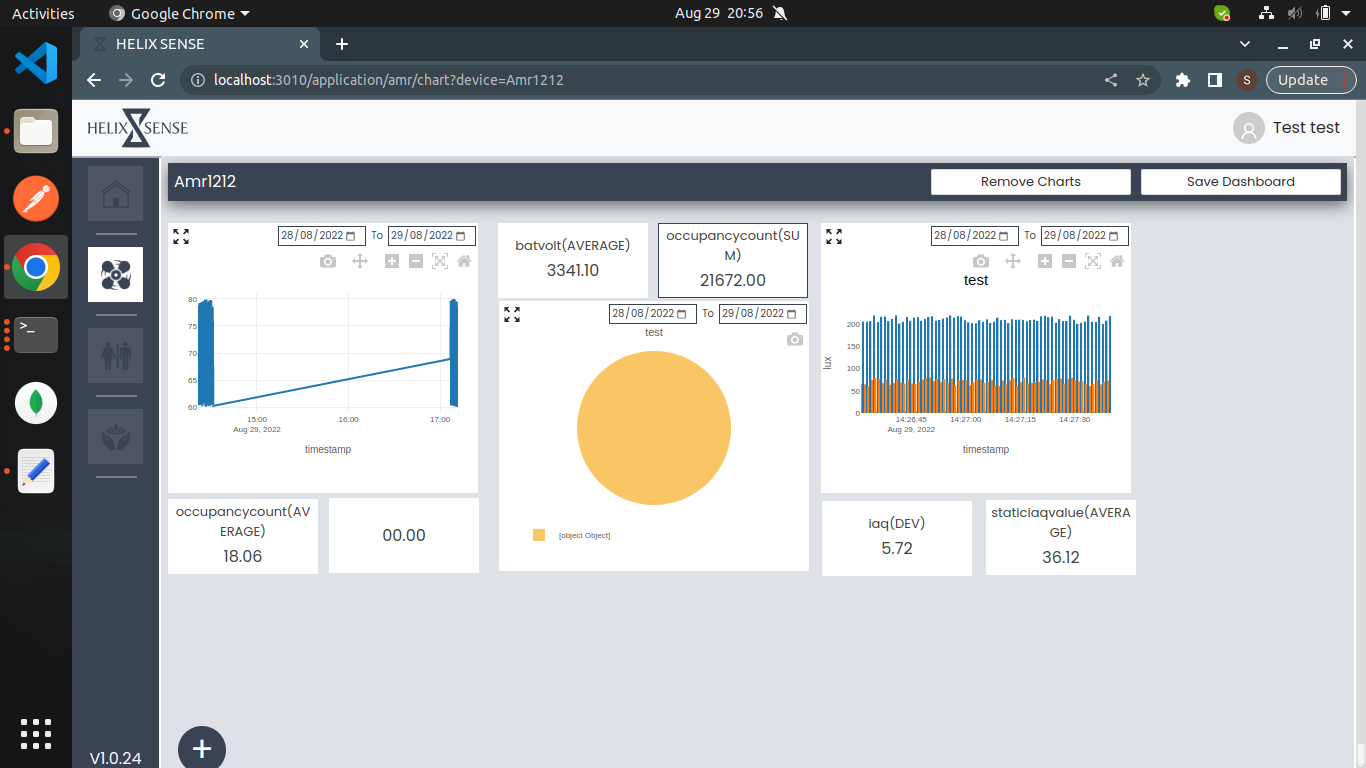 Activities
Google Chrome
Aug 29 20:56
HELIX SENSE
localhost:3010/application/amr/chart?device=Amr1212
S
Update
HELIX SENSE
Test test
Amr1212
Remove Charts
Save Dashboard
28/08/2022 To 29/08/2022
80
75
70
65
60
15:00
16:00
17:00
Aug 29, 2022
timestamp
batvolt(AVERAGE)
3341.10
occupancycount(SU
M)
21672.00
28/08/2022 To 29/08/2022
test
[object Object]
28/08/2022 To 29/08/2022
test
lux
200
150
100
50
0
14:26:45
14:27:00
14:27:15
14:27:30
Aug 29, 2022
timestamp
occupancycount(AV
ERAGE)
18.06
00.00
iaq(DEV)
5.72
staticiaqvalue(AVERA
GE)
36.12
+
V1.0.24
>_